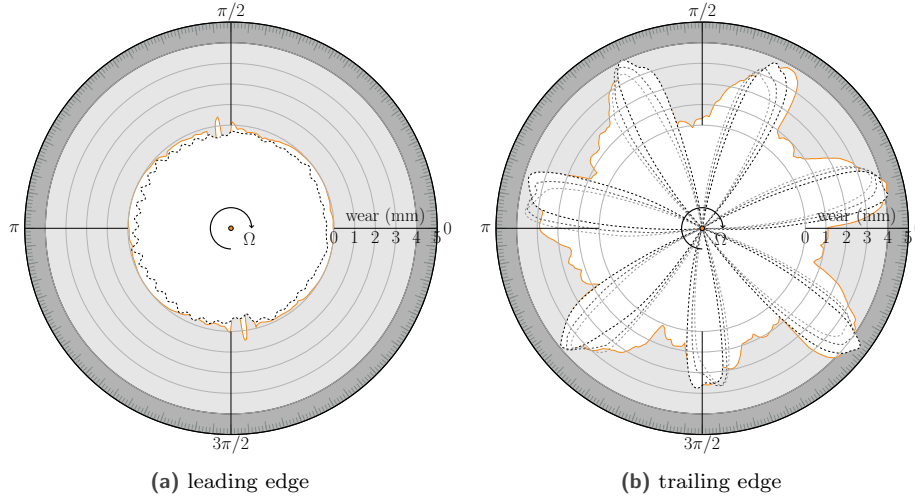 π/2
π/2
π
wear (mm)
0
Ω
0 1 2 3 4 5
π
wear (mm)
0
Ω
0 1 2 3 4 5
3π/2
3π/2
(a) leading edge
(b) trailing edge